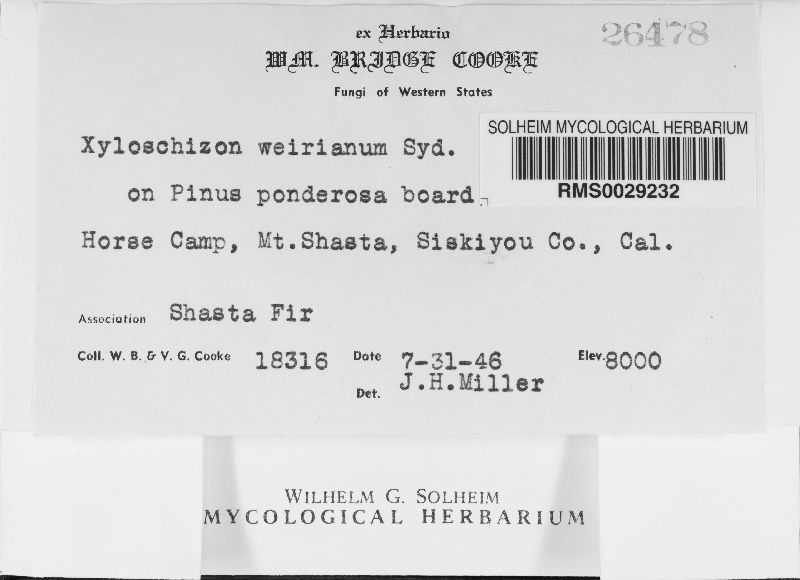 ex Herbario
26478
WM. BRIDGE COOKE
Fungi of Western States
SOLHEIM MYCOLOGICAL HERBARIUM
RMS0029232
Xyloschizon weirianum Syd.
on Pinus ponderosa board
Horse Camp, Mt.Shasta, Siskiyou Co., Cal.
Association Shasta Fir
Coll. W. B. & V. G. Cooke 18316 Date 7-31-46 Elev. 8000
Det. J.H.Miller
WILHELM G. SOLHEIM
MYCOLOGICAL HERBARIUM